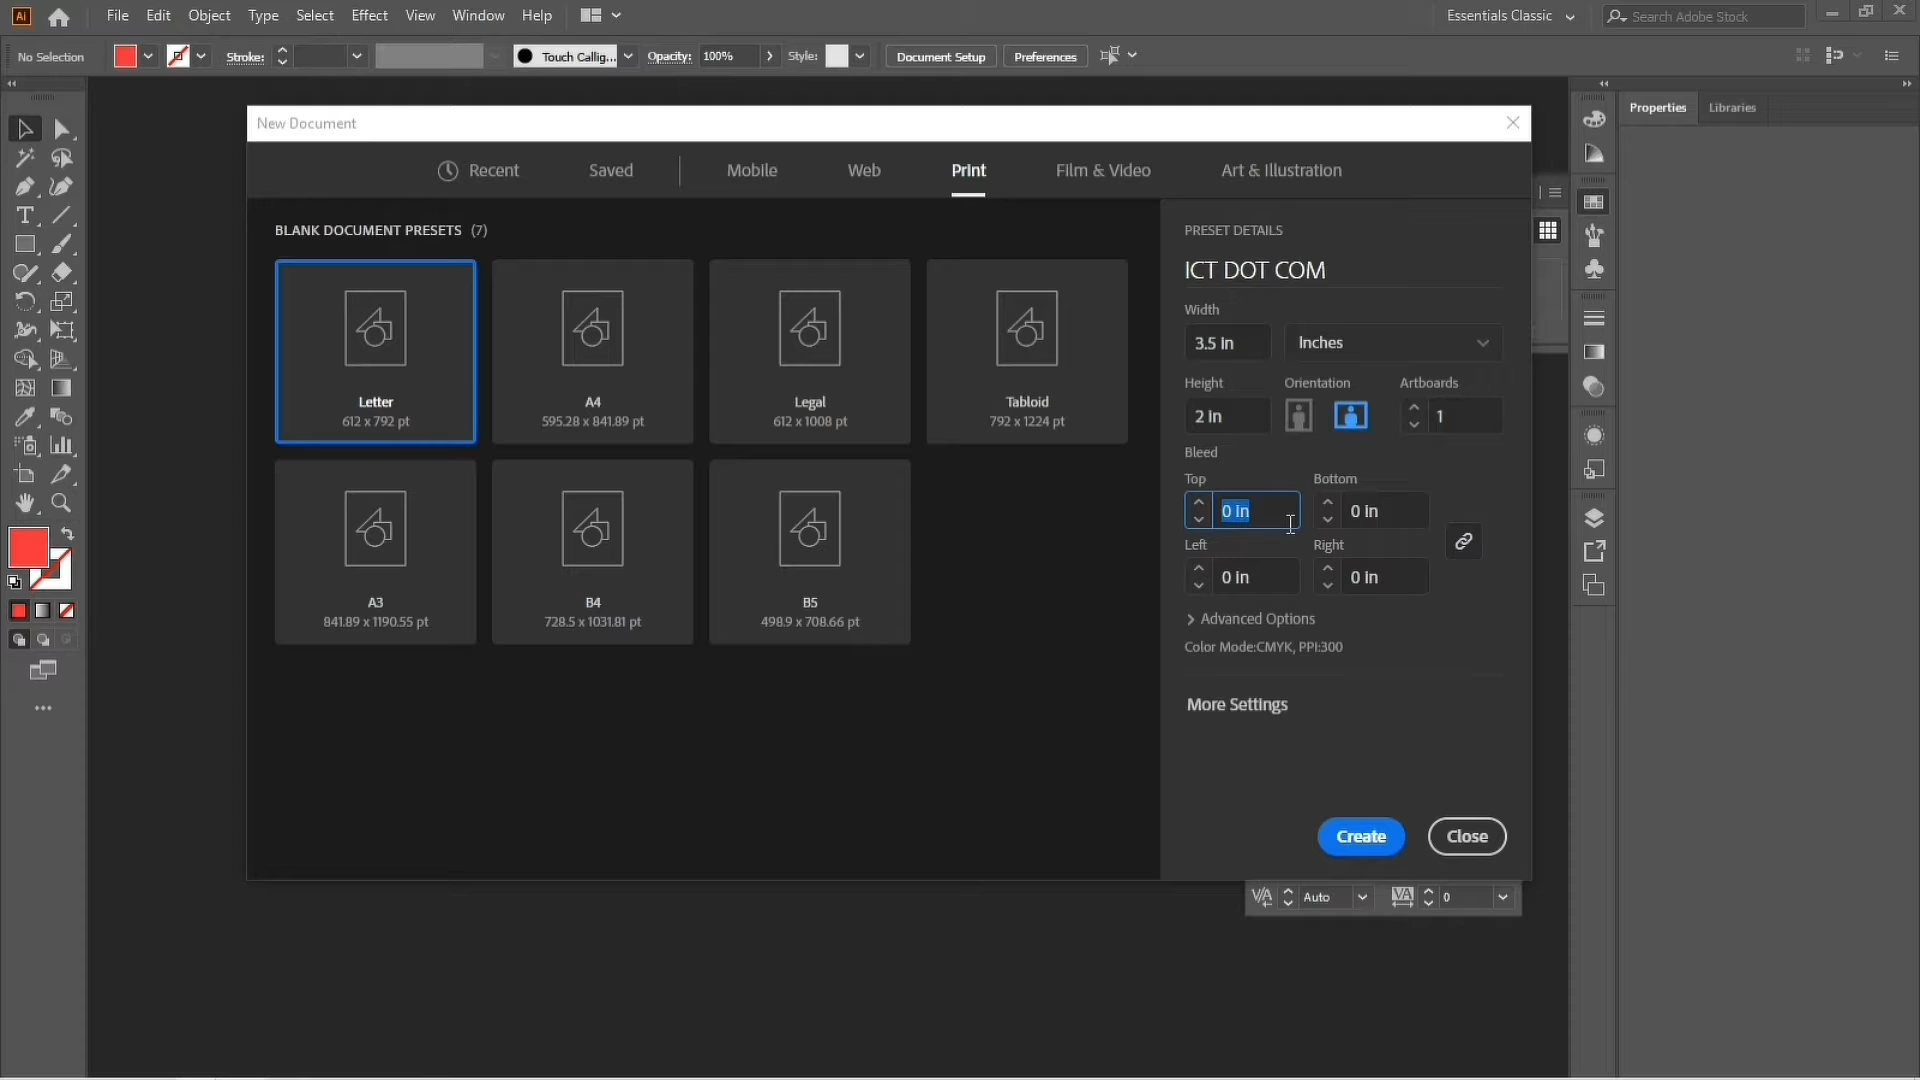 Ai File Edit Object Type Select Effect View Window Help Essentials Classic Search Adobe Stock
No Selection Stroke: Touch Callig... Opacity: 100% Style: Document Setup Preferences
Properties Libraries
New Document
Recent Saved Mobile Web Print Film & Video Art & Illustration
BLANK DOCUMENT PRESETS (7)
Letter
612 x 792 pt
A4
595.28 x 841.89 pt
Legal
612 x 1008 pt
Tabloid
792 x 1224 pt
A3
841.89 x 1190.55 pt
B4
728.5 x 1031.81 pt
B5
498.9 x 708.66 pt
PRESET DETAILS
ICT DOT COM
Width
3.5 in Inches
Height Orientation Artboards
2 in 1
Bleed
Top Bottom
0 in 0 in
Left Right
0 in 0 in
Advanced Options
Color Mode:CMYK, PPI:300
More Settings
Create Close
VA Auto VA 0